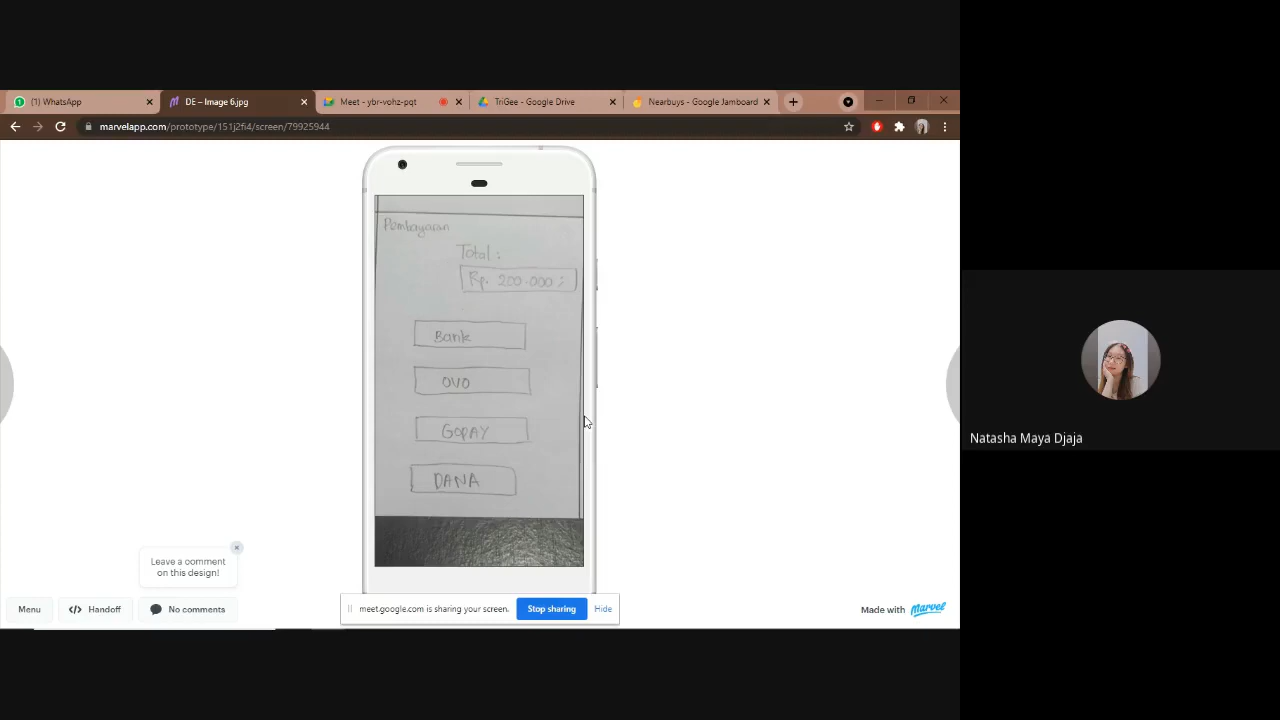 (1) WhatsApp
DE – Image 6.jpg
Meet - ybr-vohz-pqt
TriGee - Google Drive
Nearbuys - Google Jamboard
marvelapp.com/prototype/151j2fi4/screen/79925944
Pembayaran
Total :
Rp. 200.000 :
Bank
OVO
GOPAY
DANA
Natasha Maya Djaja
Leave a comment
on this design!
Menu
</> Handoff
No comments
meet.google.com is sharing your screen.
Stop sharing
Hide
Made with
Marvel